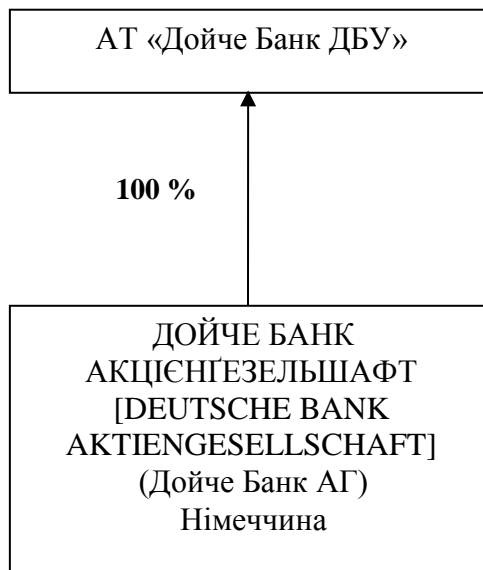 АТ «Дойче Банк ДБУ»
100 %
ДОЙЧЕ БАНК
АКЦІЄНҐЕЗЕЛЬШАФТ
[DEUTSCHE BANK
AKTIENGESELLSCHAFT]
(Дойче Банк АГ)
Німеччина